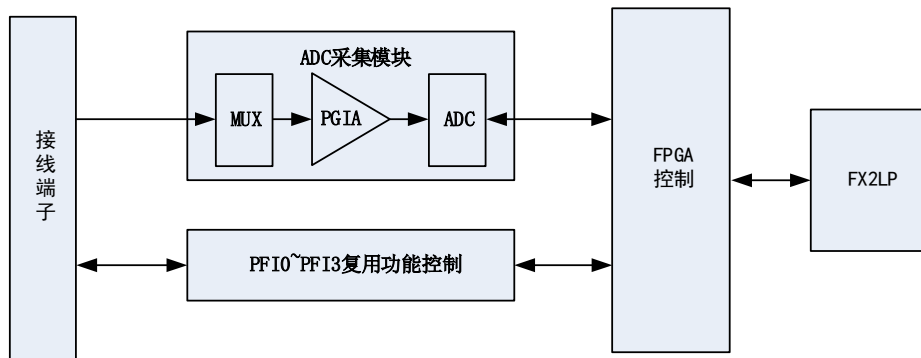 接线端子
ADC采集模块
MUX
PGIA
ADC
PFI0~PFI3复用功能控制
FPGA
控制
FX2LP